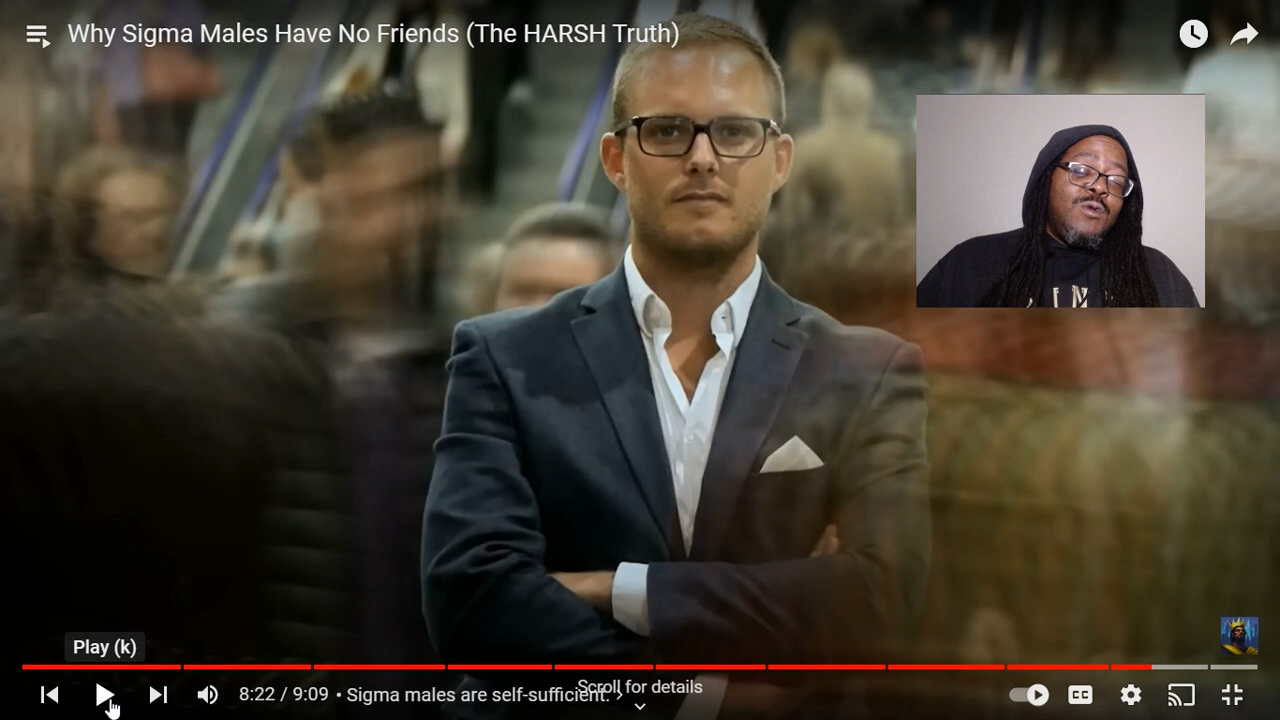 Why Sigma Males Have No Friends (The HARSH Truth)
Play (k)
8:22 / 9:09 • Sigma males are self-sufficient. >
Scroll for details
CC